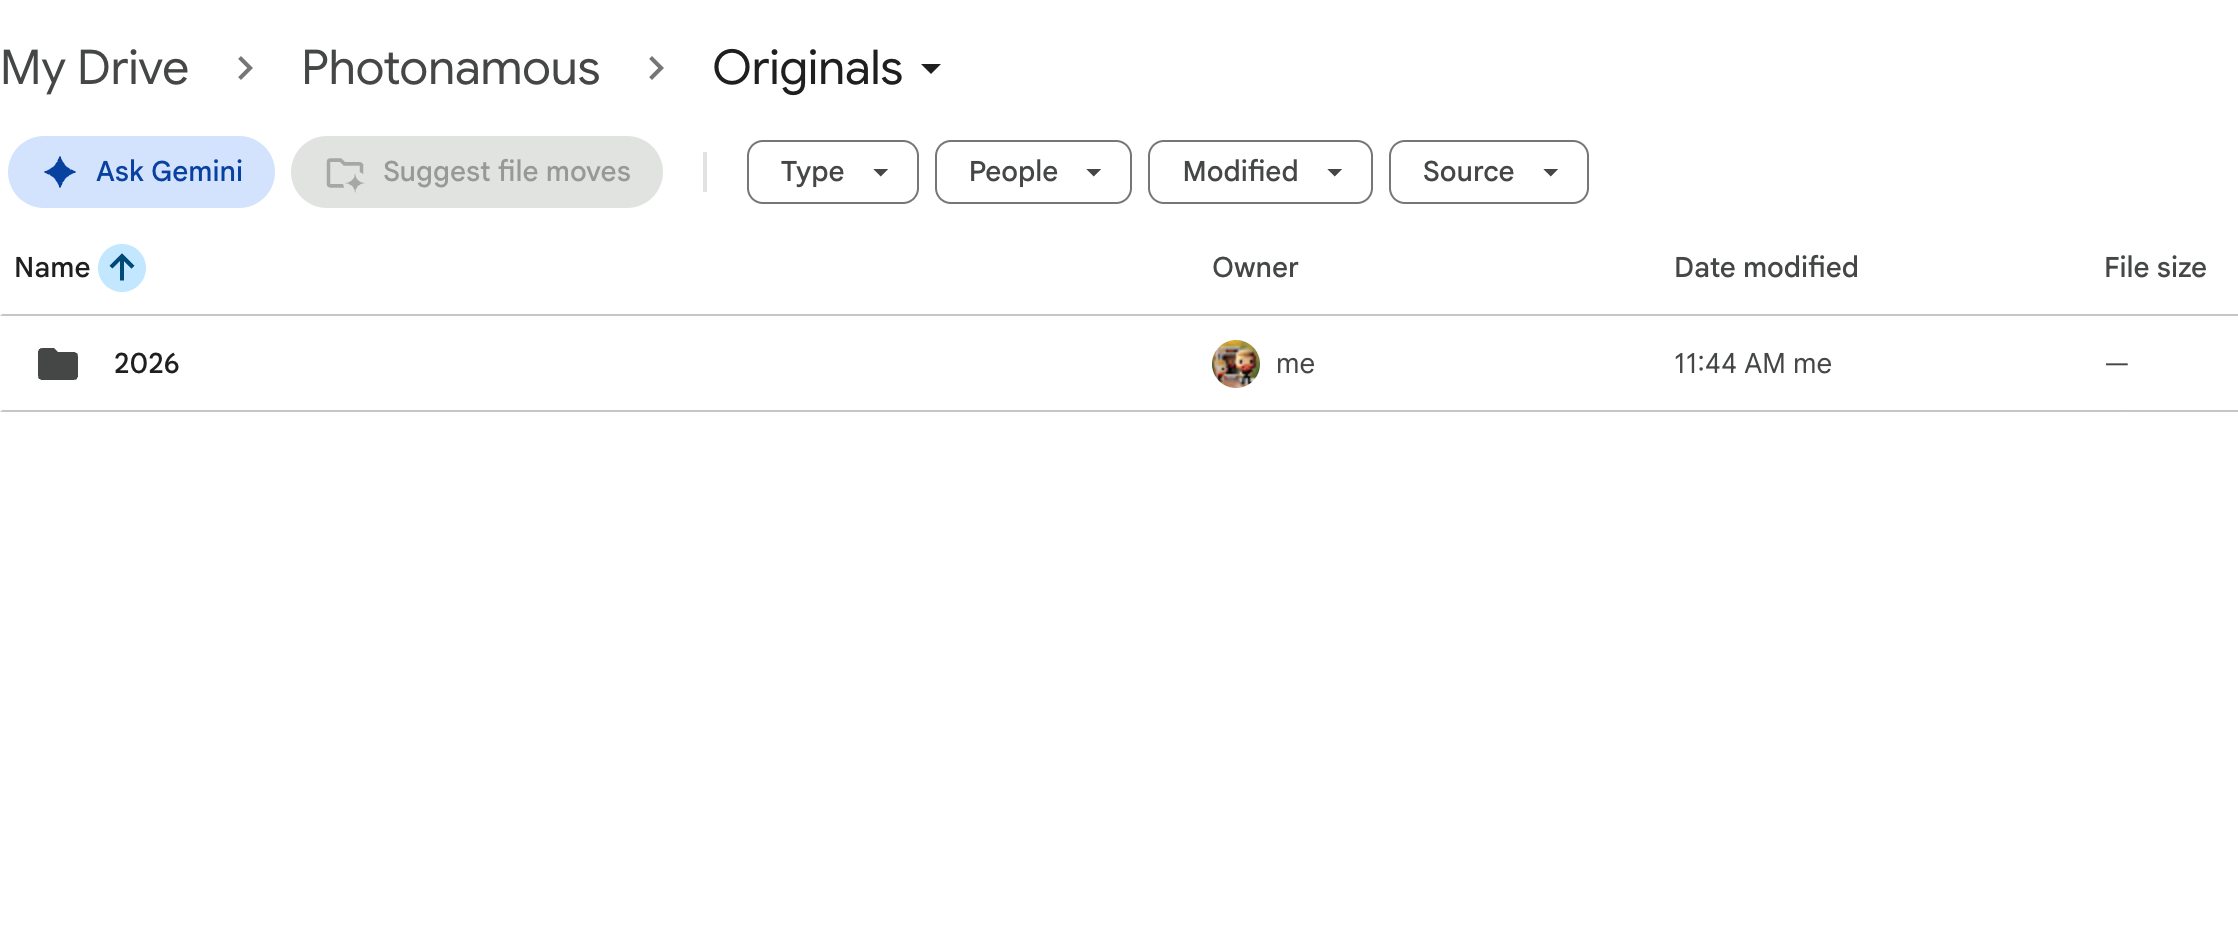 My Drive > Photonamous > Originals
Ask Gemini Suggest file moves Type People Modified Source
Name Owner Date modified File size
2026 me 11:44 AM me —